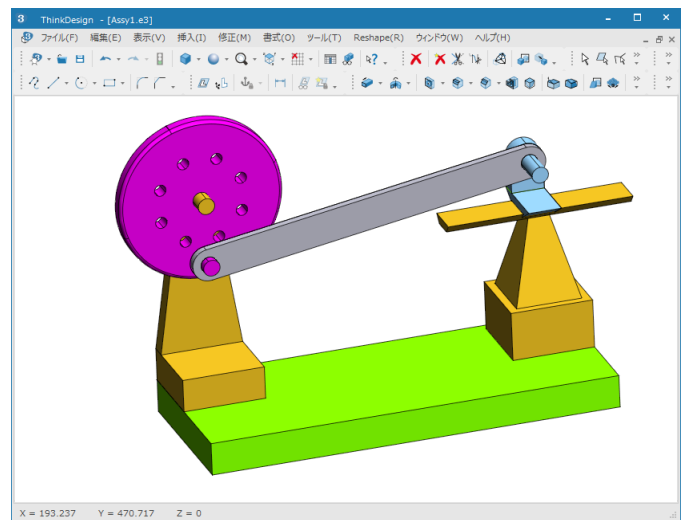 3 ThinkDesign - [Assy1.e3]
ファイル(F) 編集(E) 表示(V) 挿入(I) 修正(M) 書式(O) ツール(T) Reshape(R) ウィンドウ(W) ヘルプ(H)
X = 193.237 Y = 470.717 Z = 0